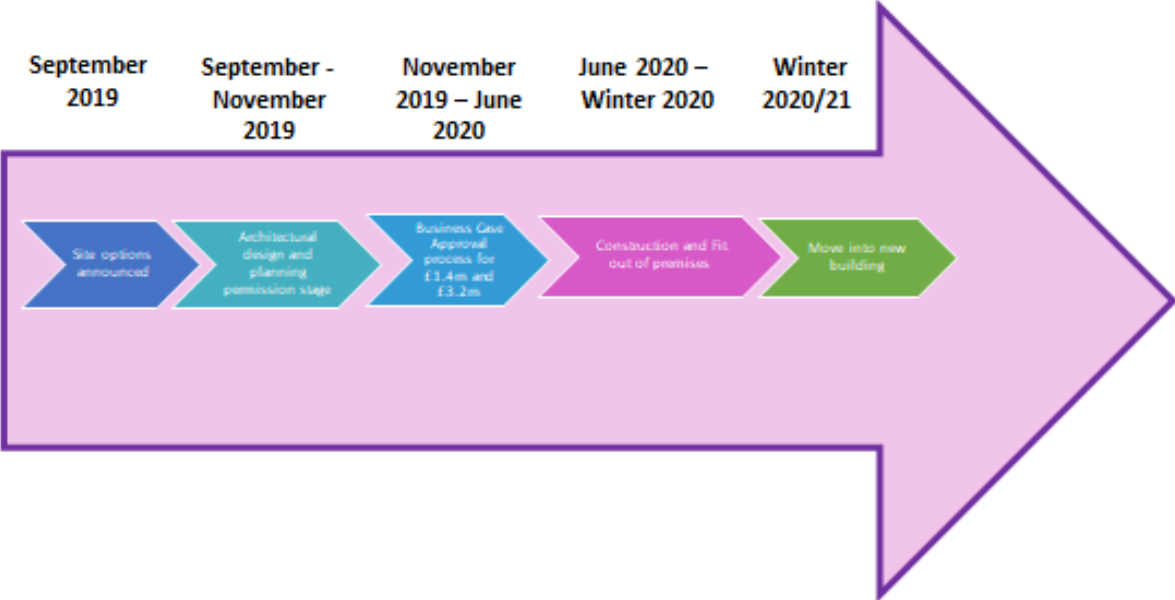 September
2019
September -
November
2019
November
2019 – June
2020
June 2020 –
Winter 2020
Winter
2020/21
Site options
announced
Architectural
design and
planning
permission stage
Business Case
Approval
process for
£1.4m and
£3.2m
Construction and Fit
out of premises
Move into new
building